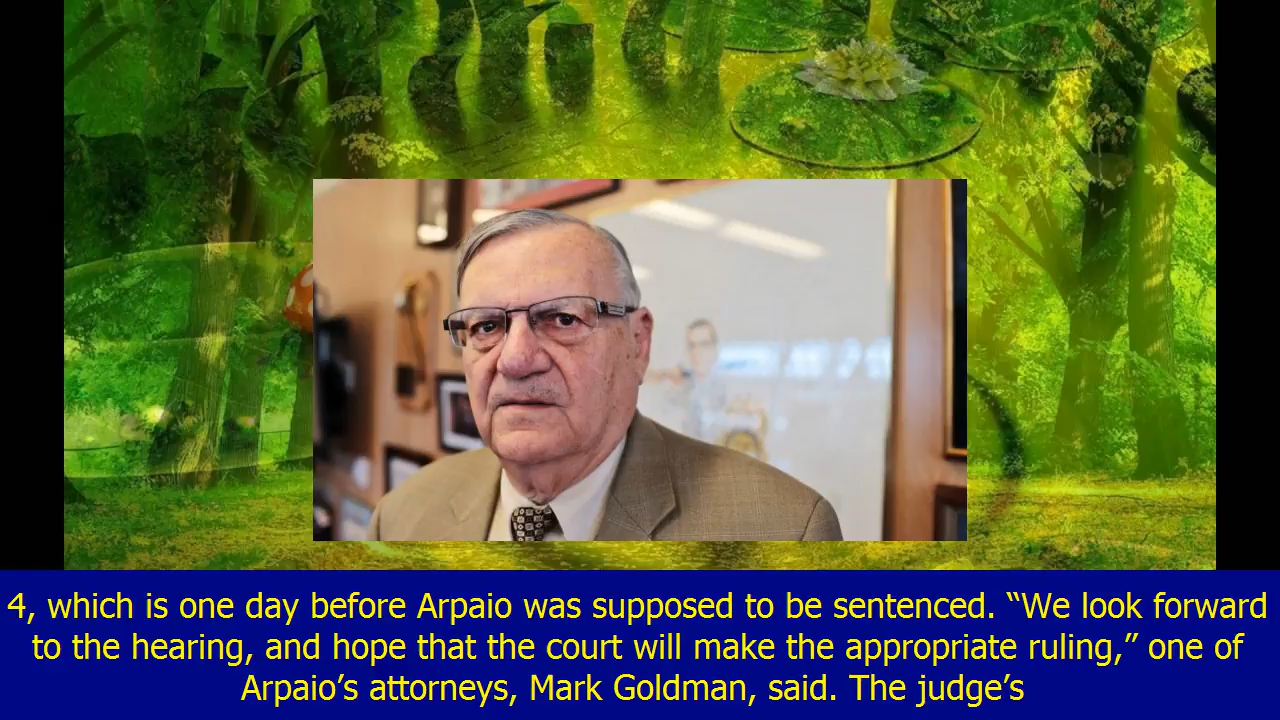 4, which is one day before Arpaio was supposed to be sentenced. “We look forward
to the hearing, and hope that the court will make the appropriate ruling,” one of
Arpaio’s attorneys, Mark Goldman, said. The judge’s